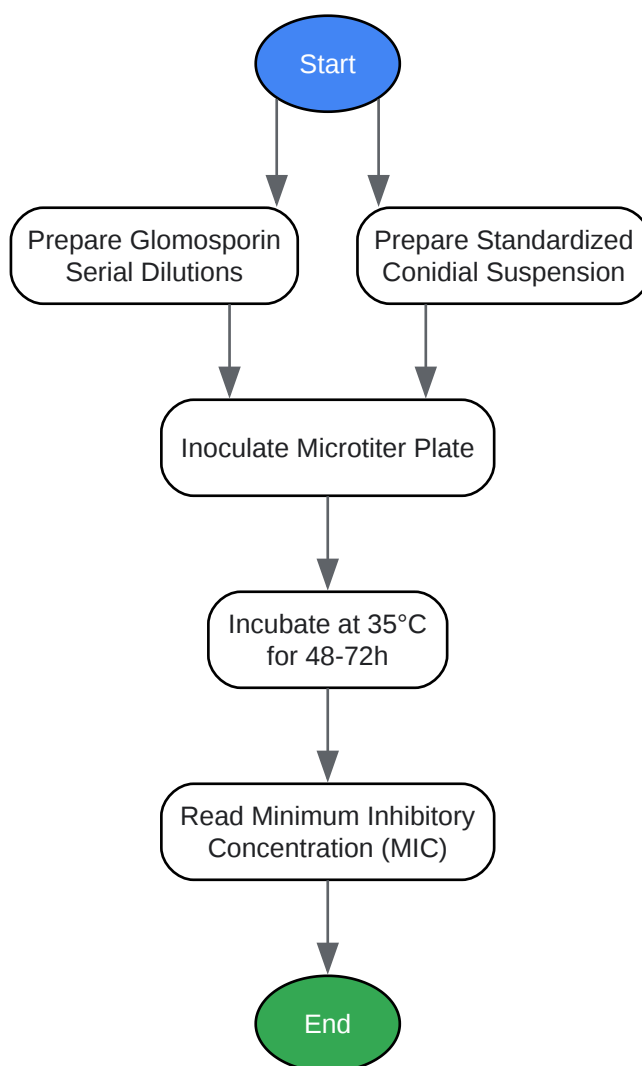 Start
Prepare Glomosporin
Serial Dilutions
Prepare Standardized
Conidial Suspension
Inoculate Microtiter Plate
Incubate at 35°C
for 48-72h
Read Minimum Inhibitory
Concentration (MIC)
End